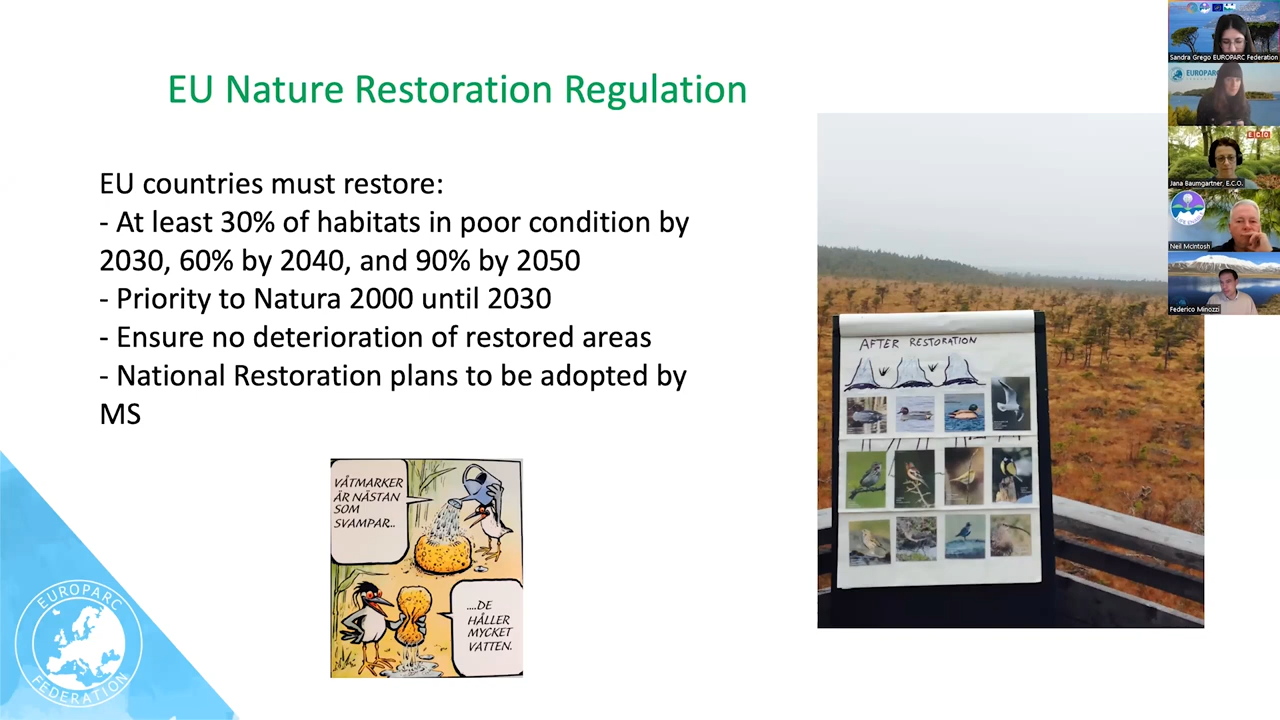 EU Nature Restoration Regulation
EU countries must restore:
- At least 30% of habitats in poor condition by
2030, 60% by 2040, and 90% by 2050
- Priority to Natura 2000 until 2030
- Ensure no deterioration of restored areas
- National Restoration plans to be adopted by
MS
VÅTMARKER
ÄR NÄSTAN
SOM
SVAMPAR..
....DE
HÅLLER
MYCKET
VATTEN.
AFTER RESTORATION
EUROPARC
FEDERATION
Sandra Grego EUROPARC Federation
EUROPARC
E.C.O.
Jana Baumgartner, E.C.O.
Neil McIntosh
Federico Minozzi